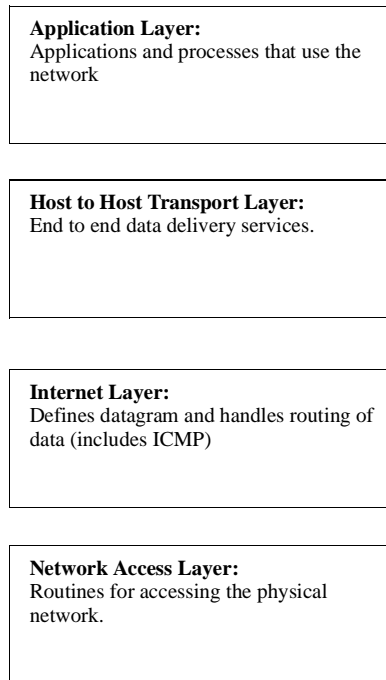 Application Layer:
Applications and processes that use the
network
Host to Host Transport Layer:
End to end data delivery services.
Internet Layer:
Defines datagram and handles routing of
data (includes ICMP)
Network Access Layer:
Routines for accessing the physical
network.